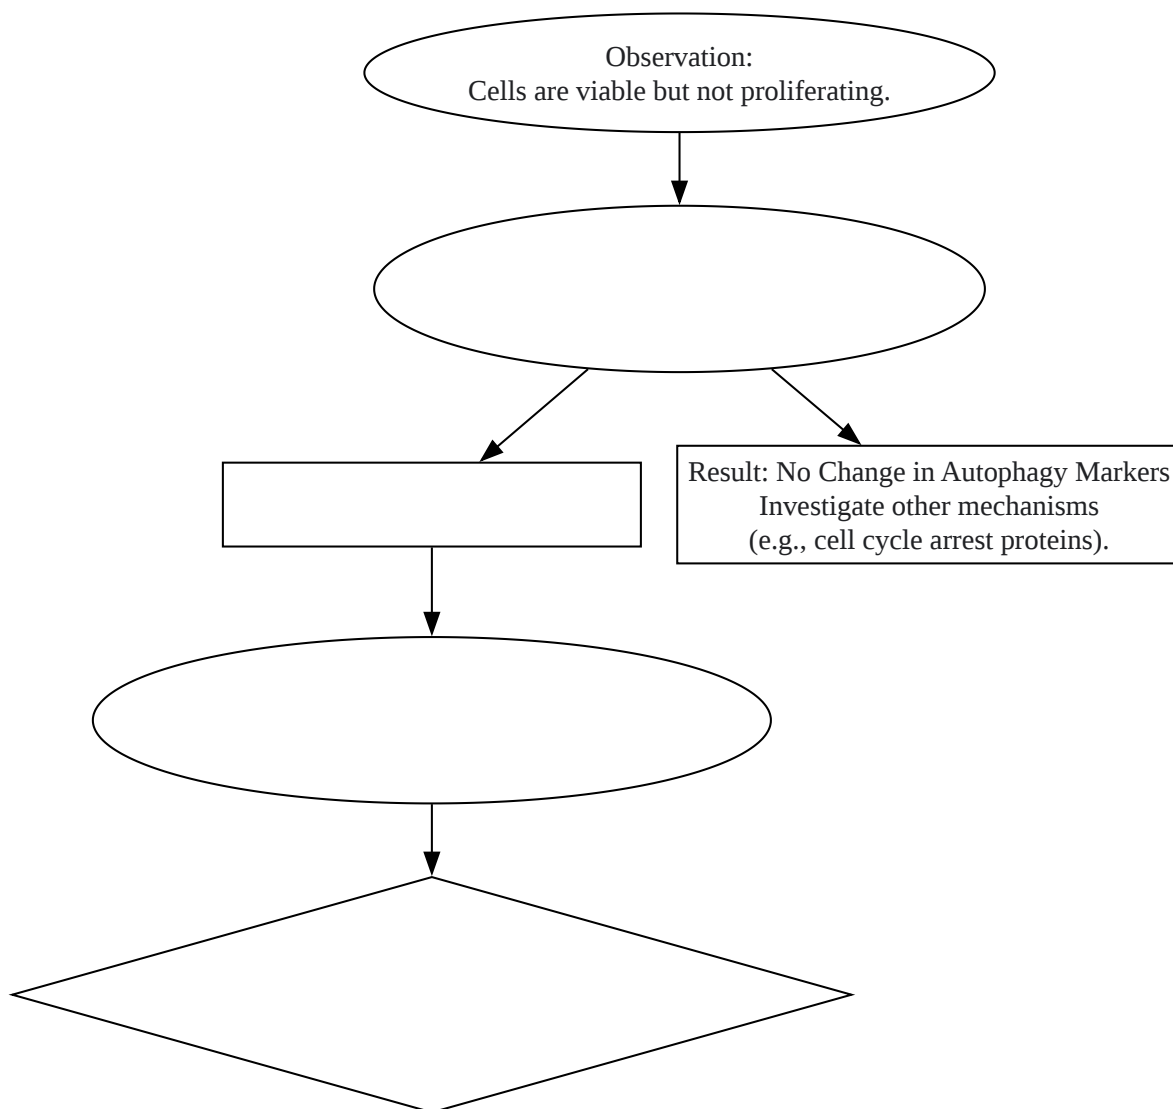 Observation:
Cells are viable but not proliferating.
Result: No Change in Autophagy Markers
Investigate other mechanisms
(e.g., cell cycle arrest proteins).